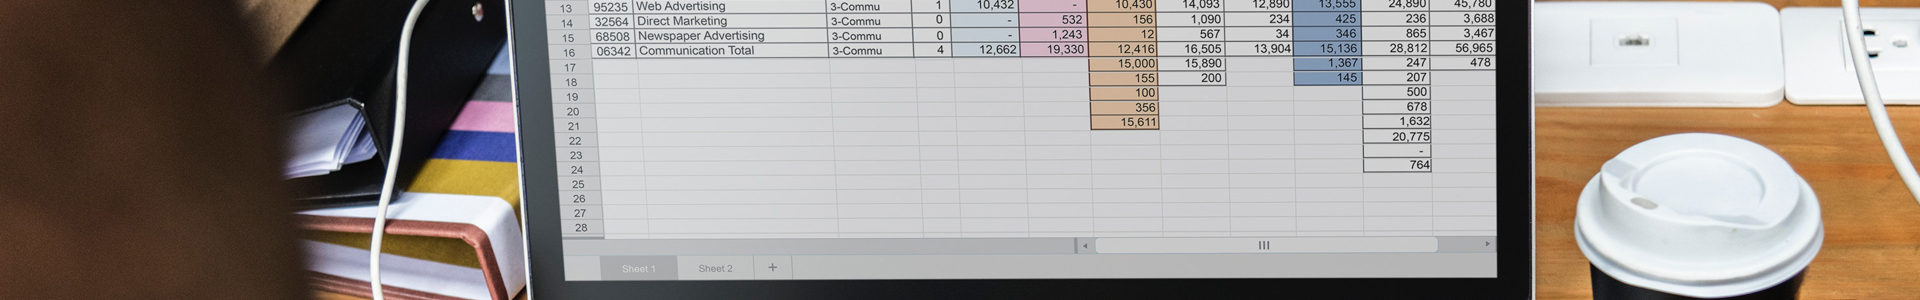 13 95235 Web Advertising 3-Commu 1 10,432 - 10,430 14,093 12,890 13,555 24,890 45,780
14 32564 Direct Marketing 3-Commu 0 - 532 156 1,090 234 425 236 3,688
15 68508 Newspaper Advertising 3-Commu 0 - 1,243 12 567 34 346 865 3,467
16 06342 Communication Total 3-Commu 4 12,662 19,330 12,416 16,505 13,904 15,136 28,812 56,965
17 15,000 15,890 1,367 247 478
18 155 200 145 207
19 100 500
20 356 678
21 15,611 1,632
22 20,775
23 -
24 764
25
26
27
28
Sheet 1 Sheet 2 +